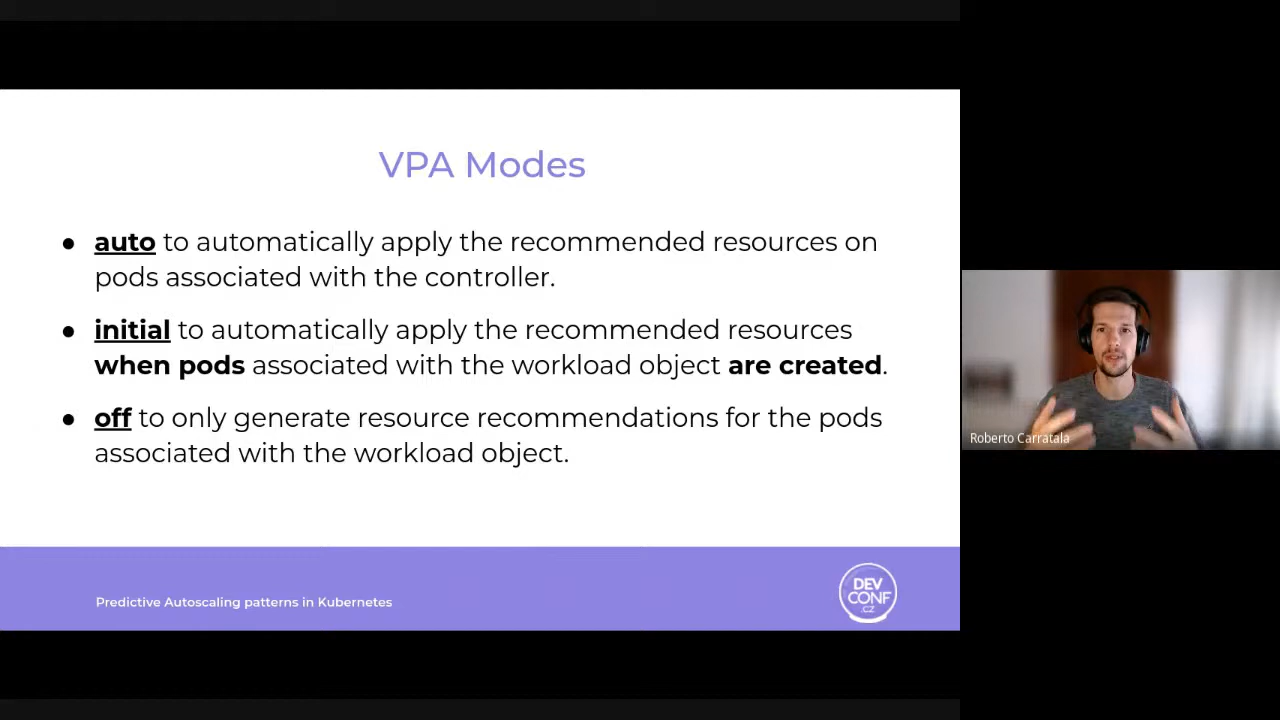 VPA Modes
● auto to automatically apply the recommended resources on
pods associated with the controller.
● initial to automatically apply the recommended resources
when pods associated with the workload object are created.
● off to only generate resource recommendations for the pods
associated with the workload object.
Predictive Autoscaling patterns in Kubernetes
DEV
CONF
.CZ
Roberto Carratala